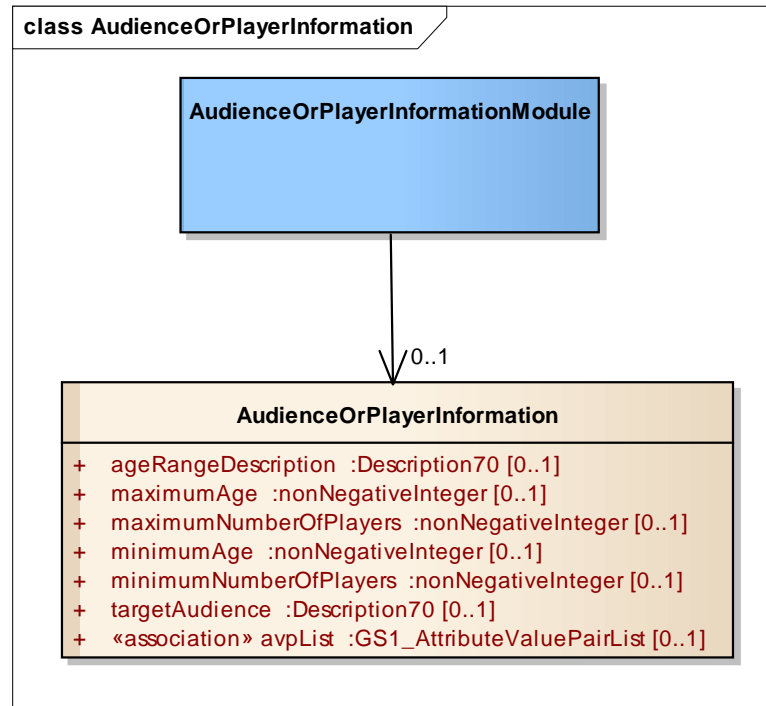 class AudienceOrPlayerInformation
AudienceOrPlayerInformationModule
0..1
AudienceOrPlayerInformation
+ ageRangeDescription :Description70 [0..1]
+ maximumAge :nonNegativeInteger [0..1]
+ maximumNumberOfPlayers :nonNegativeInteger [0..1]
+ minimumAge :nonNegativeInteger [0..1]
+ minimumNumberOfPlayers :nonNegativeInteger [0..1]
+ targetAudience :Description70 [0..1]
+ «association» avpList :GS1_AttributeValuePairList [0..1]